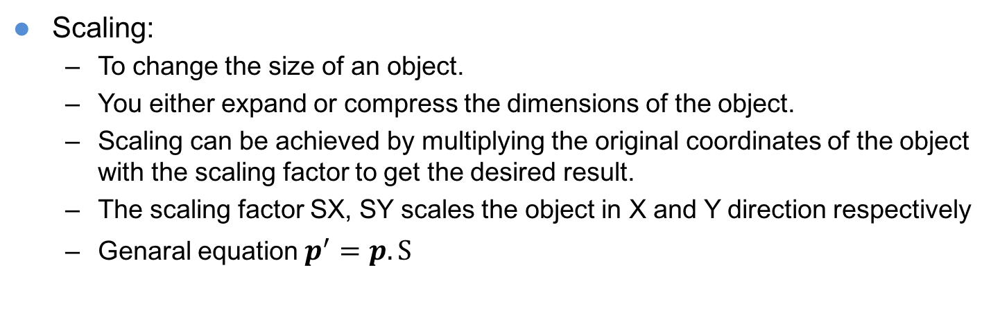 ● Scaling:
– To change the size of an object.
– You either expand or compress the dimensions of the object.
– Scaling can be achieved by multiplying the original coordinates of the object
with the scaling factor to get the desired result.
– The scaling factor SX, SY scales the object in X and Y direction respectively
– Genaral equation p′ = p. S